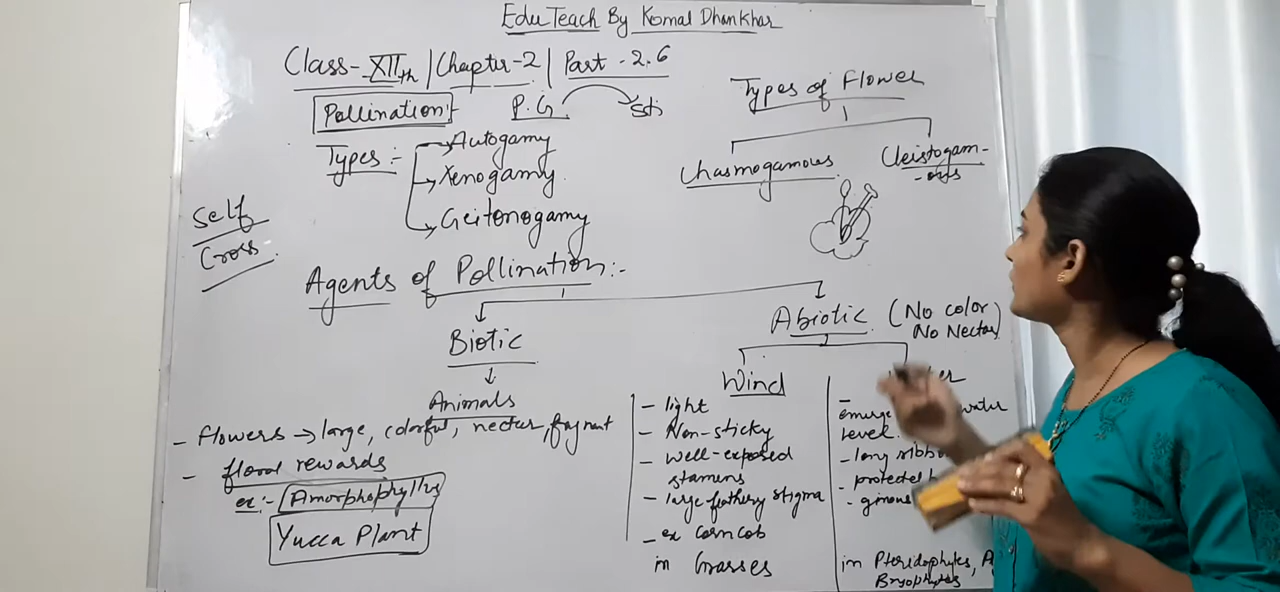 EduTeach By Komal Dhankhar
Class-XIIth | Chapter-2 | Part-2.6
Pollination:-
P.G.
Sti
Types :-
Autogamy
Xenogamy
Geitonogamy
Self
Cross
Types of Flower
Chasmogamous
Cleistogam-
-ous
Agents of Pollination:-
Biotic
Animals
- flowers → large, colorful, nectar, fragrant
- floral rewards
ex:- Amorphophyllus
Yucca Plant
Abiotic (No color
No Nectar)
Wind
- light
- Non-sticky
- well-exposed
stamens
- large feathery stigma
- ex Corn cob
in Grasses
water
level.
- long
- protected
in Pteridophytes,
Bryophytes